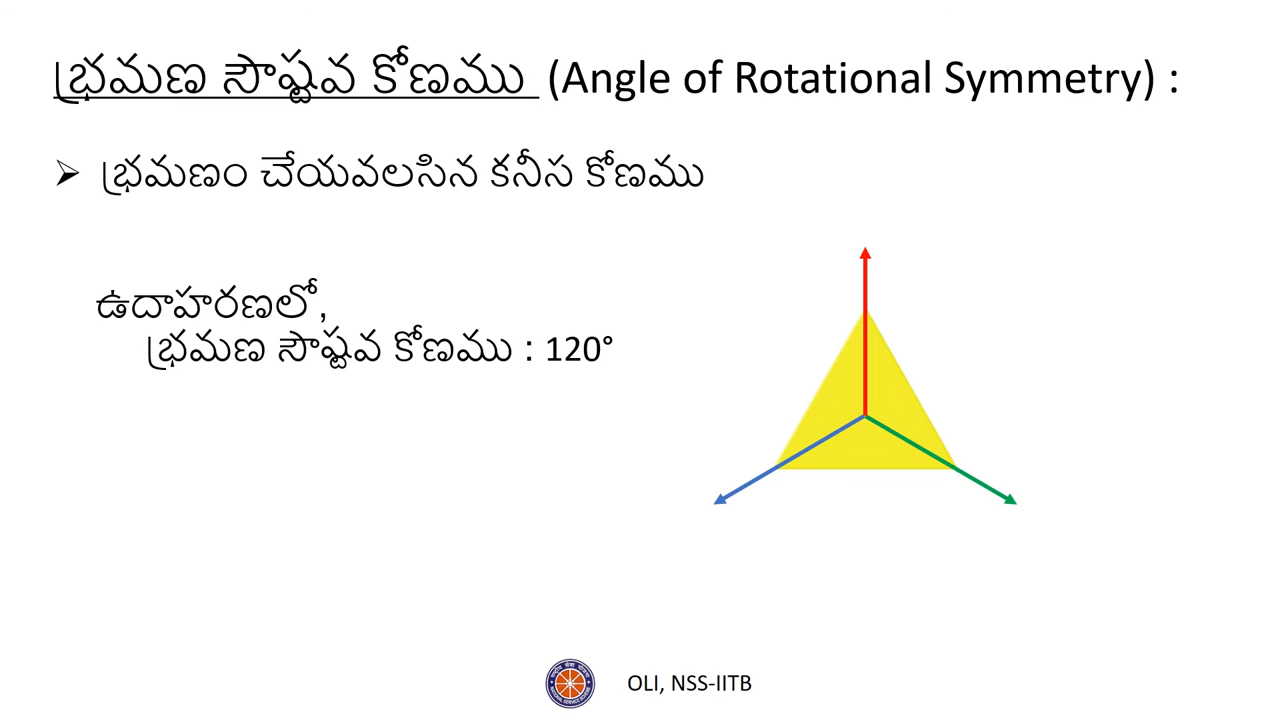 భ్రమణ సౌష్టవ కోణము (Angle of Rotational Symmetry) :
➢ భ్రమణం చేయవలసిన కనీస కోణము
ఉదాహరణలో,
భ్రమణ సౌష్టవ కోణము : 120°
OLI, NSS-IITB